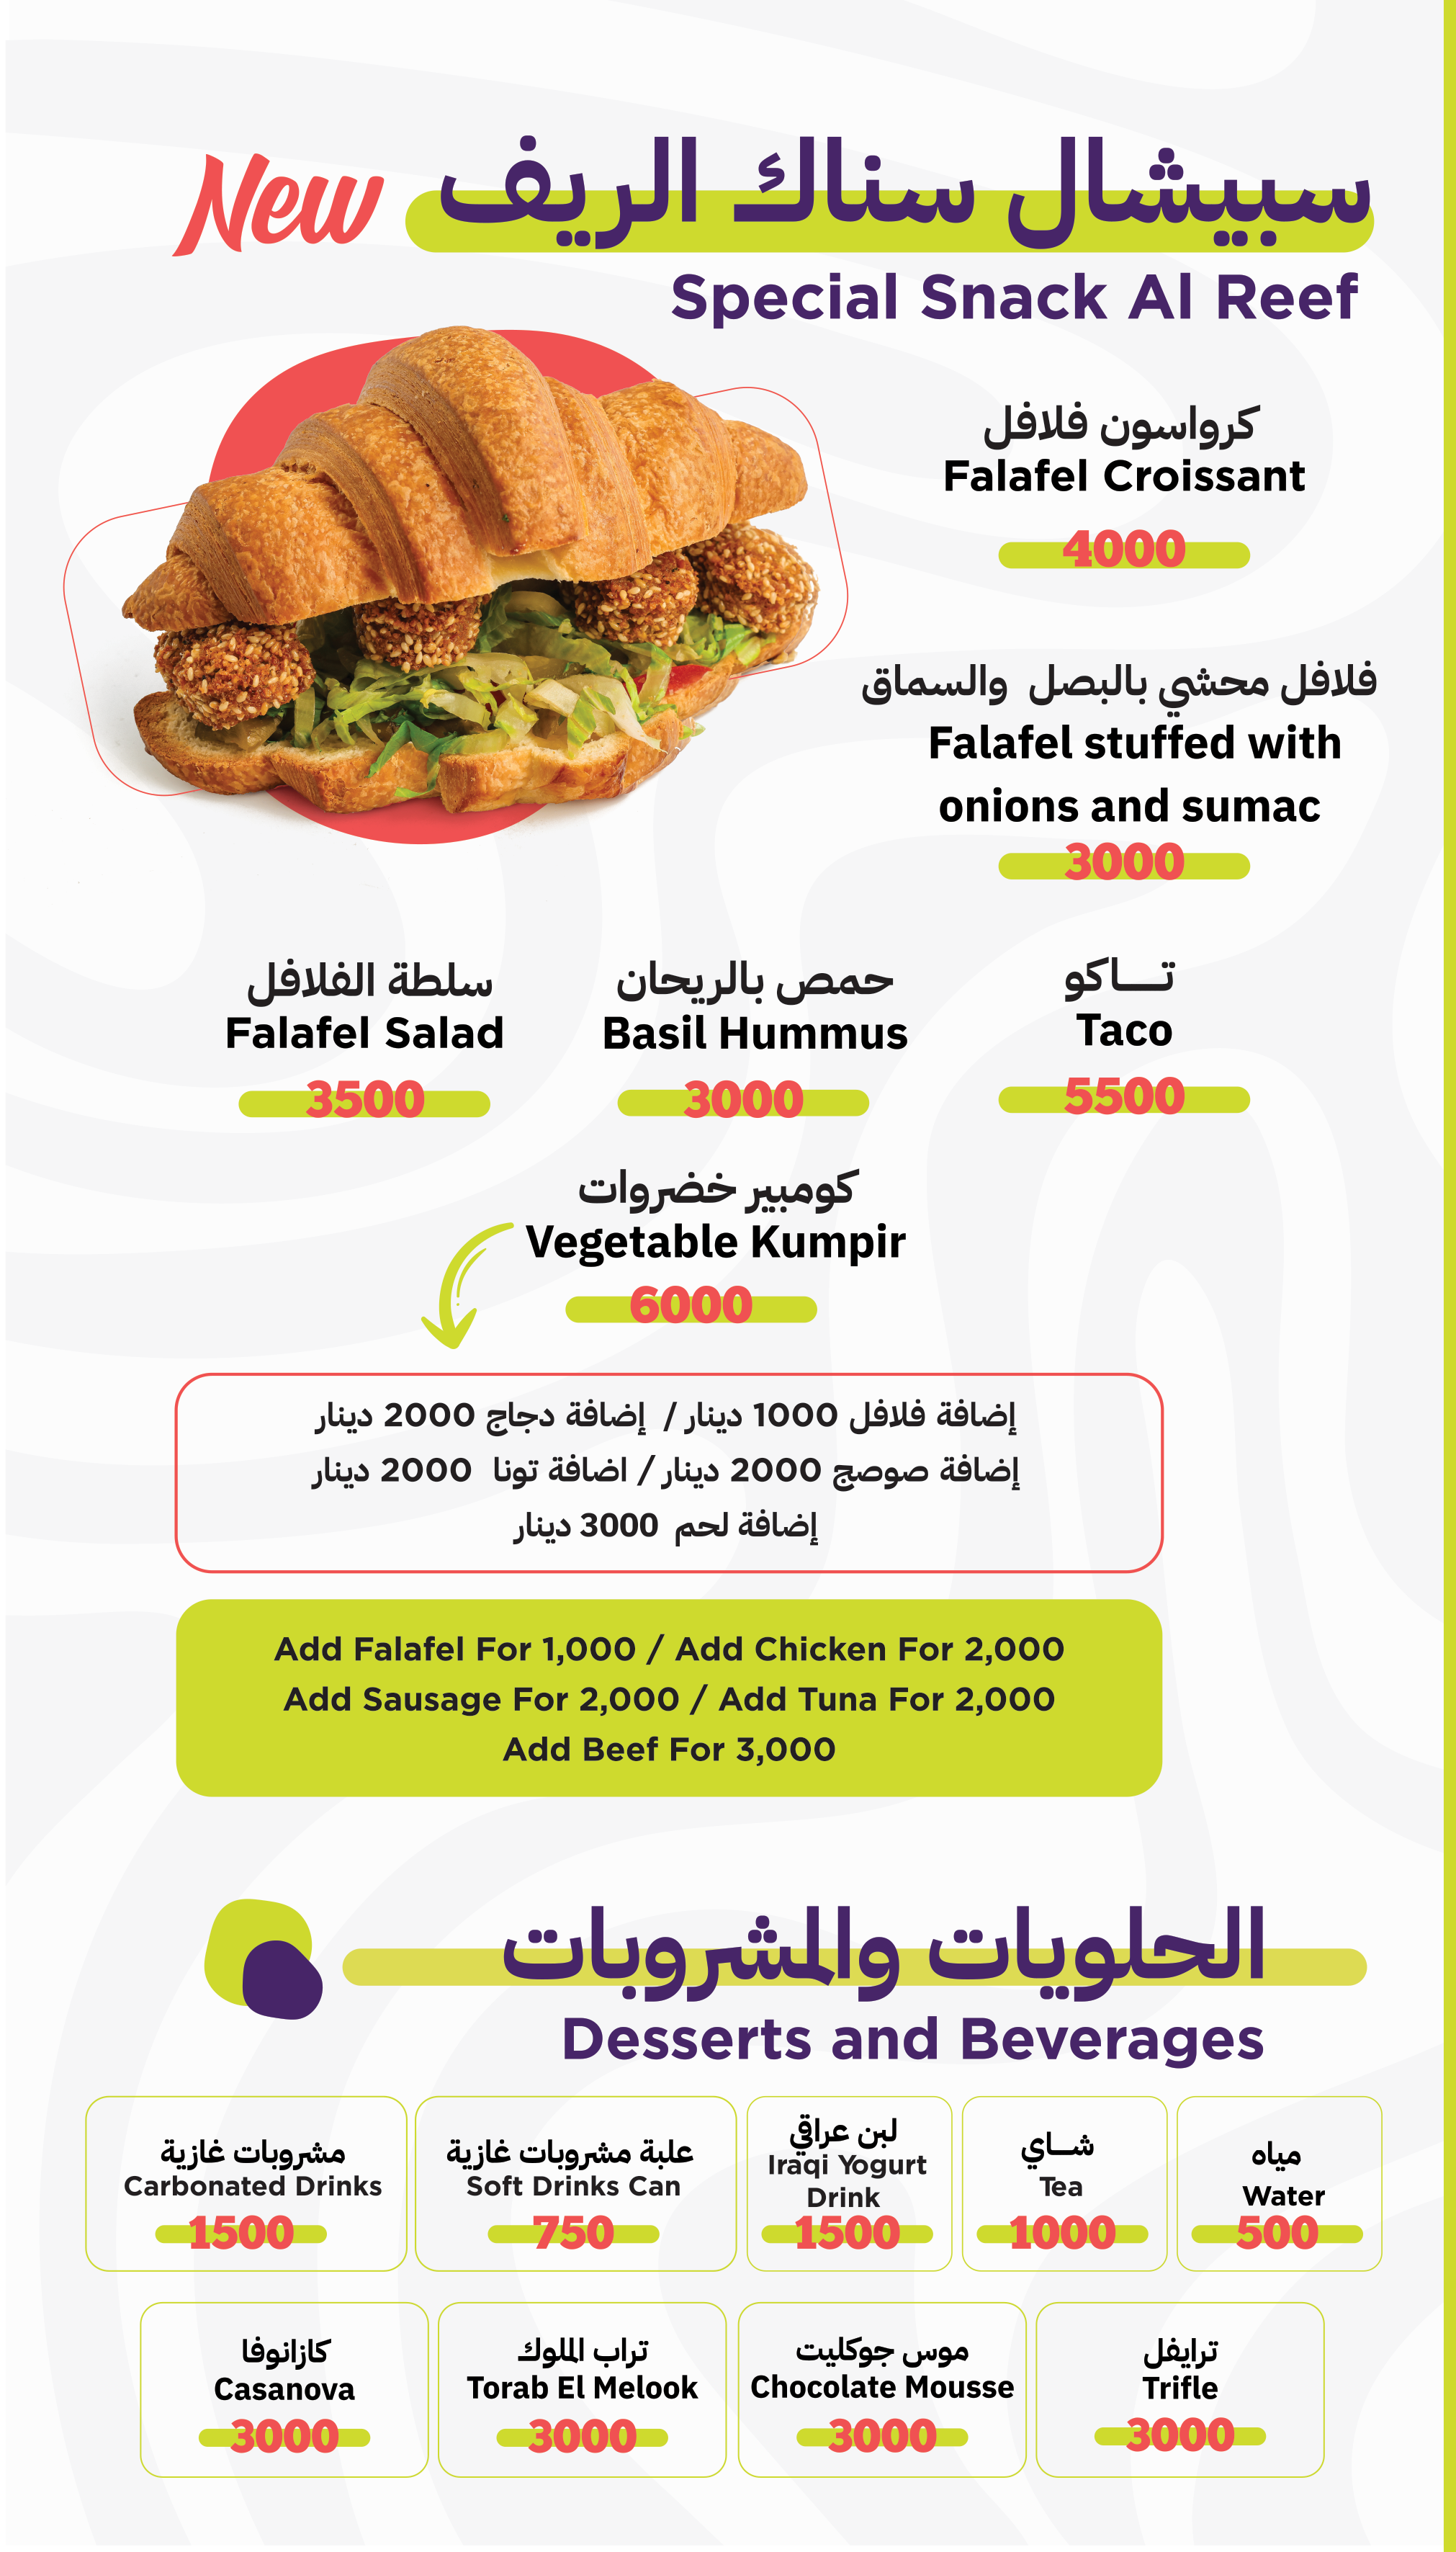 سبيشال سناك الريف
New
Special Snack Al Reef
كرواسون فلافل
Falafel Croissant
4000
فلافل محشي بالبصل والسماق
Falafel stuffed with
onions and sumac
3000
تـــاكو
Taco
5500
حمص بالريحان
Basil Hummus
3000
سلطة الفلافل
Falafel Salad
3500
كومبير خضروات
Vegetable Kumpir
6000
إضافة فلافل 1000 دينار / إضافة دجاج 2000 دينار
إضافة صوصج 2000 دينار / اضافة تونا 2000 دينار
إضافة لحم 3000 دينار
Add Falafel For 1,000 / Add Chicken For 2,000
Add Sausage For 2,000 / Add Tuna For 2,000
Add Beef For 3,000
الحلويات والمشروبات
Desserts and Beverages
مياه
Water
500
شــاي
Tea
1000
لبن عراقي
Iraqi Yogurt
Drink
1500
علبة مشروبات غازية
Soft Drinks Can
750
مشروبات غازية
Carbonated Drinks
1500
ترايفل
Trifle
3000
موس جوكليت
Chocolate Mousse
3000
تراب الملوك
Torab El Melook
3000
كازانوفا
Casanova
3000